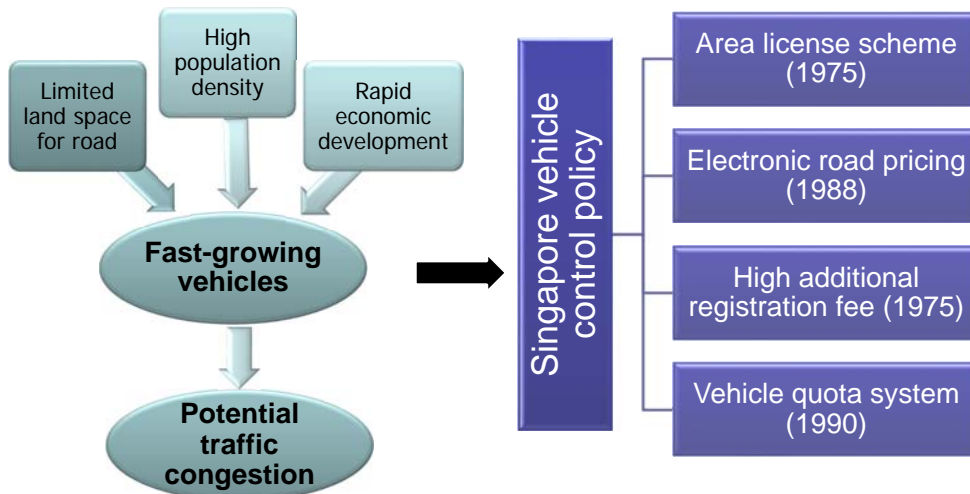 Limited
land space
for road
High
population
density
Rapid
economic
development
Fast-growing
vehicles
Potential
traffic
congestion
Singapore vehicle
control policy
Area license scheme
(1975)
Electronic road pricing
(1988)
High additional
registration fee (1975)
Vehicle quota system
(1990)